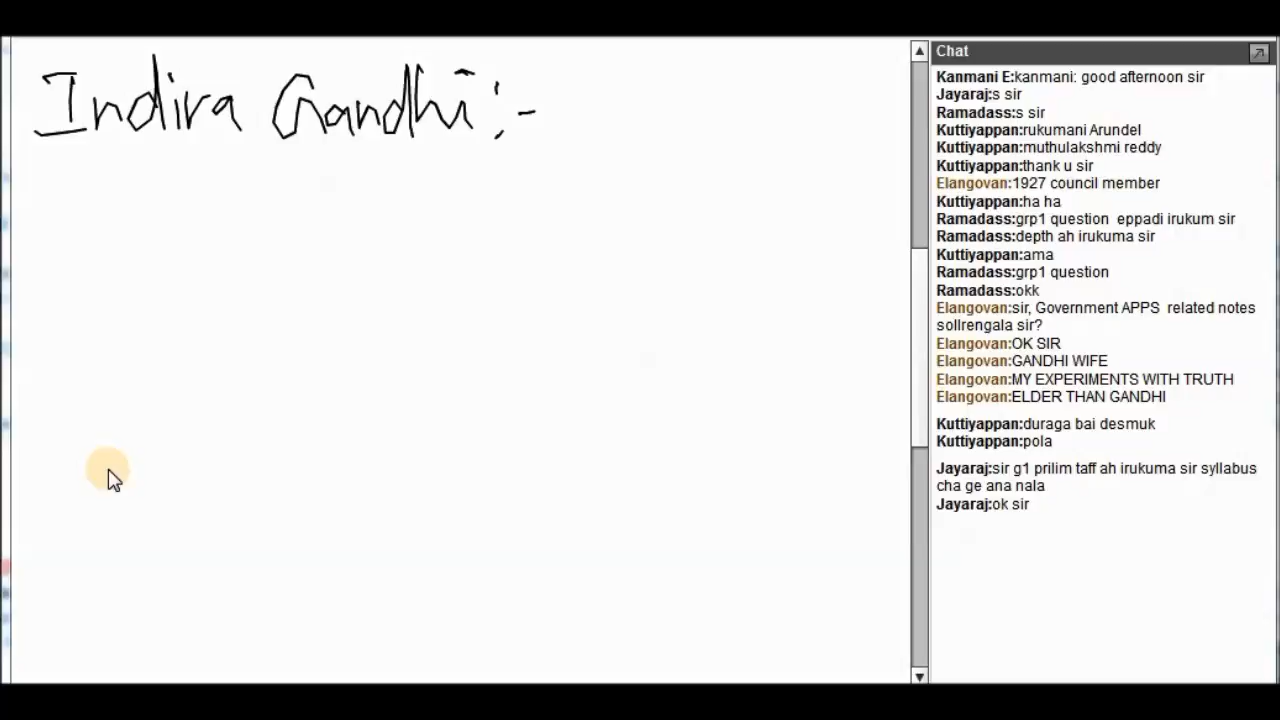 Indira Gandhi :-
Chat
Kanmani E:kanmani: good afternoon sir
Jayaraj:s sir
Ramadass:s sir
Kuttiyappan:rukumani Arundel
Kuttiyappan:muthulakshmi reddy
Kuttiyappan:thank u sir
Elangovan:1927 council member
Kuttiyappan:ha ha
Ramadass:grp1 question eppadi irukum sir
Ramadass:depth ah irukuma sir
Kuttiyappan:ama
Ramadass:grp1 question
Ramadass:okk
Elangovan:sir, Government APPS related notes
sollrengala sir?
Elangovan:OK SIR
Elangovan:GANDHI WIFE
Elangovan:MY EXPERIMENTS WITH TRUTH
Elangovan:ELDER THAN GANDHI
Kuttiyappan:duraga bai desmuk
Kuttiyappan:pola
Jayaraj:sir g1 prilim taff ah irukuma sir syllabus
cha ge ana nala
Jayaraj:ok sir